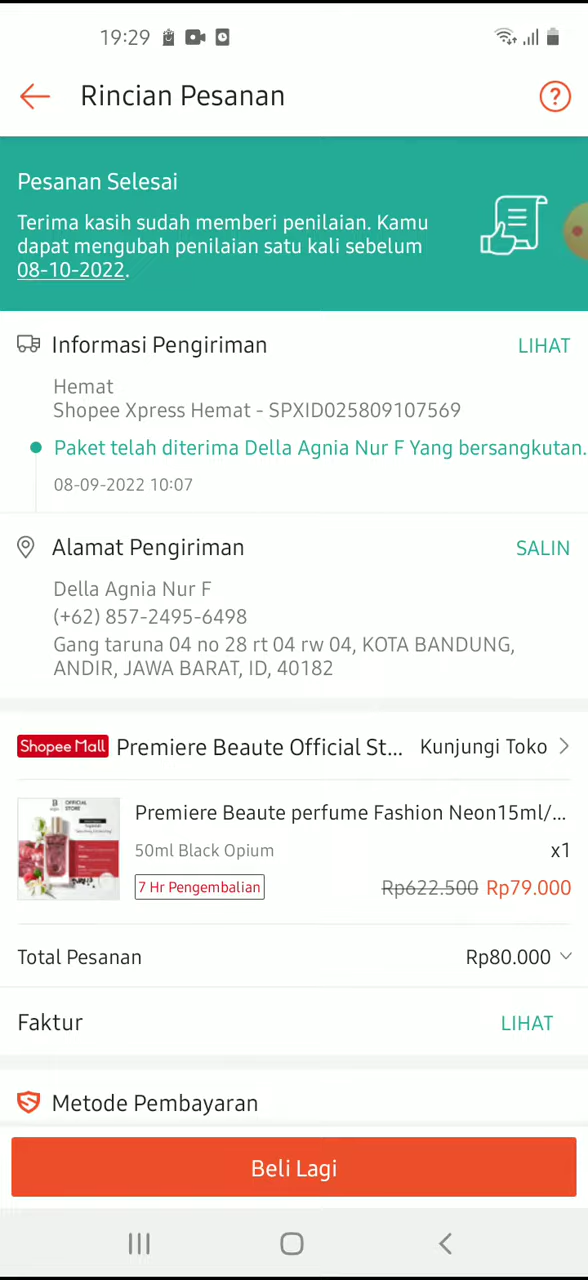 19:29
Rincian Pesanan
?
Pesanan Selesai
Terima kasih sudah memberi penilaian. Kamu
dapat mengubah penilaian satu kali sebelum
08-10-2022.
Informasi Pengiriman LIHAT
Hemat
Shopee Xpress Hemat - SPXID025809107569
Paket telah diterima Della Agnia Nur F Yang bersangkutan.
08-09-2022 10:07
Alamat Pengiriman SALIN
Della Agnia Nur F
(+62) 857-2495-6498
Gang taruna 04 no 28 rt 04 rw 04, KOTA BANDUNG,
ANDIR, JAWA BARAT, ID, 40182
Shopee Mall Premiere Beaute Official St... Kunjungi Toko
OFFICIAL
STORE
Premiere Beaute perfume Fashion Neon15ml/...
50ml Black Opium x1
7 Hr Pengembalian Rp622.500 Rp79.000
Total Pesanan Rp80.000
Faktur LIHAT
Metode Pembayaran
Beli Lagi